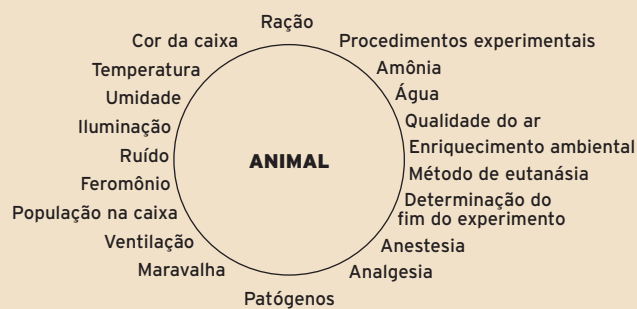 Ração
Procedimentos experimentais
Amônia
Água
Qualidade do ar
Enriquecimento ambiental
Método de eutanásia
Determinação do
fim do experimento
Anestesia
Analgesia
Patógenos
Maravalha
Ventilação
População na caixa
Feromônio
Ruído
Iluminação
Umidade
Temperatura
Cor da caixa
ANIMAL